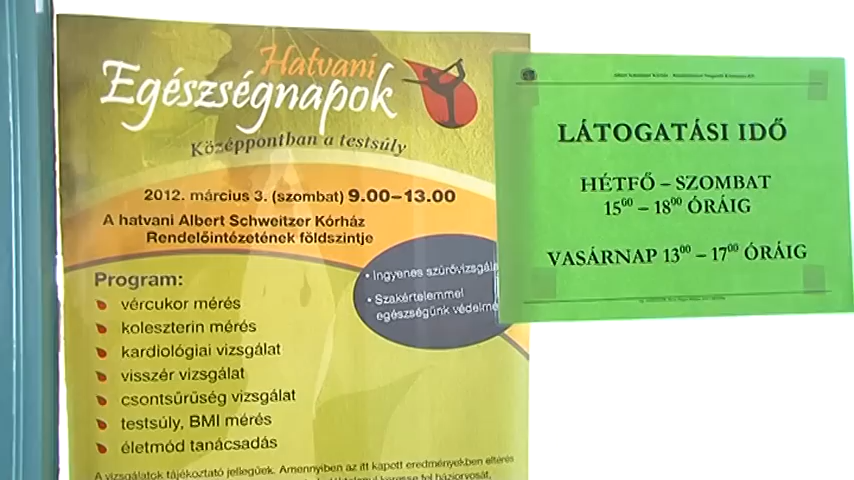 Hatvani
Egészségnapok
Középpontban a testsúly
2012. március 3. (szombat) 9.00–13.00
A hatvani Albert Schweitzer Kórház
Rendelőintézetének földszintje
Program:
vércukor mérés
koleszterin mérés
kardiológiai vizsgálat
visszér vizsgálat
csontsűrűség vizsgálat
testsúly, BMI mérés
életmód tanácsadás
• Ingyenes
• Szakértelemmel
egészségünk
A vizsgálatok tájékoztató jellegűek. Amennyiben az itt kapott eredményekben eltérés
LÁTOGATÁSI IDŐ
HÉTFŐ – SZOMBAT
15⁰⁰ – 18⁰⁰ ÓRÁIG
VASÁRNAP 13⁰⁰ – 17⁰⁰ ÓRÁIG